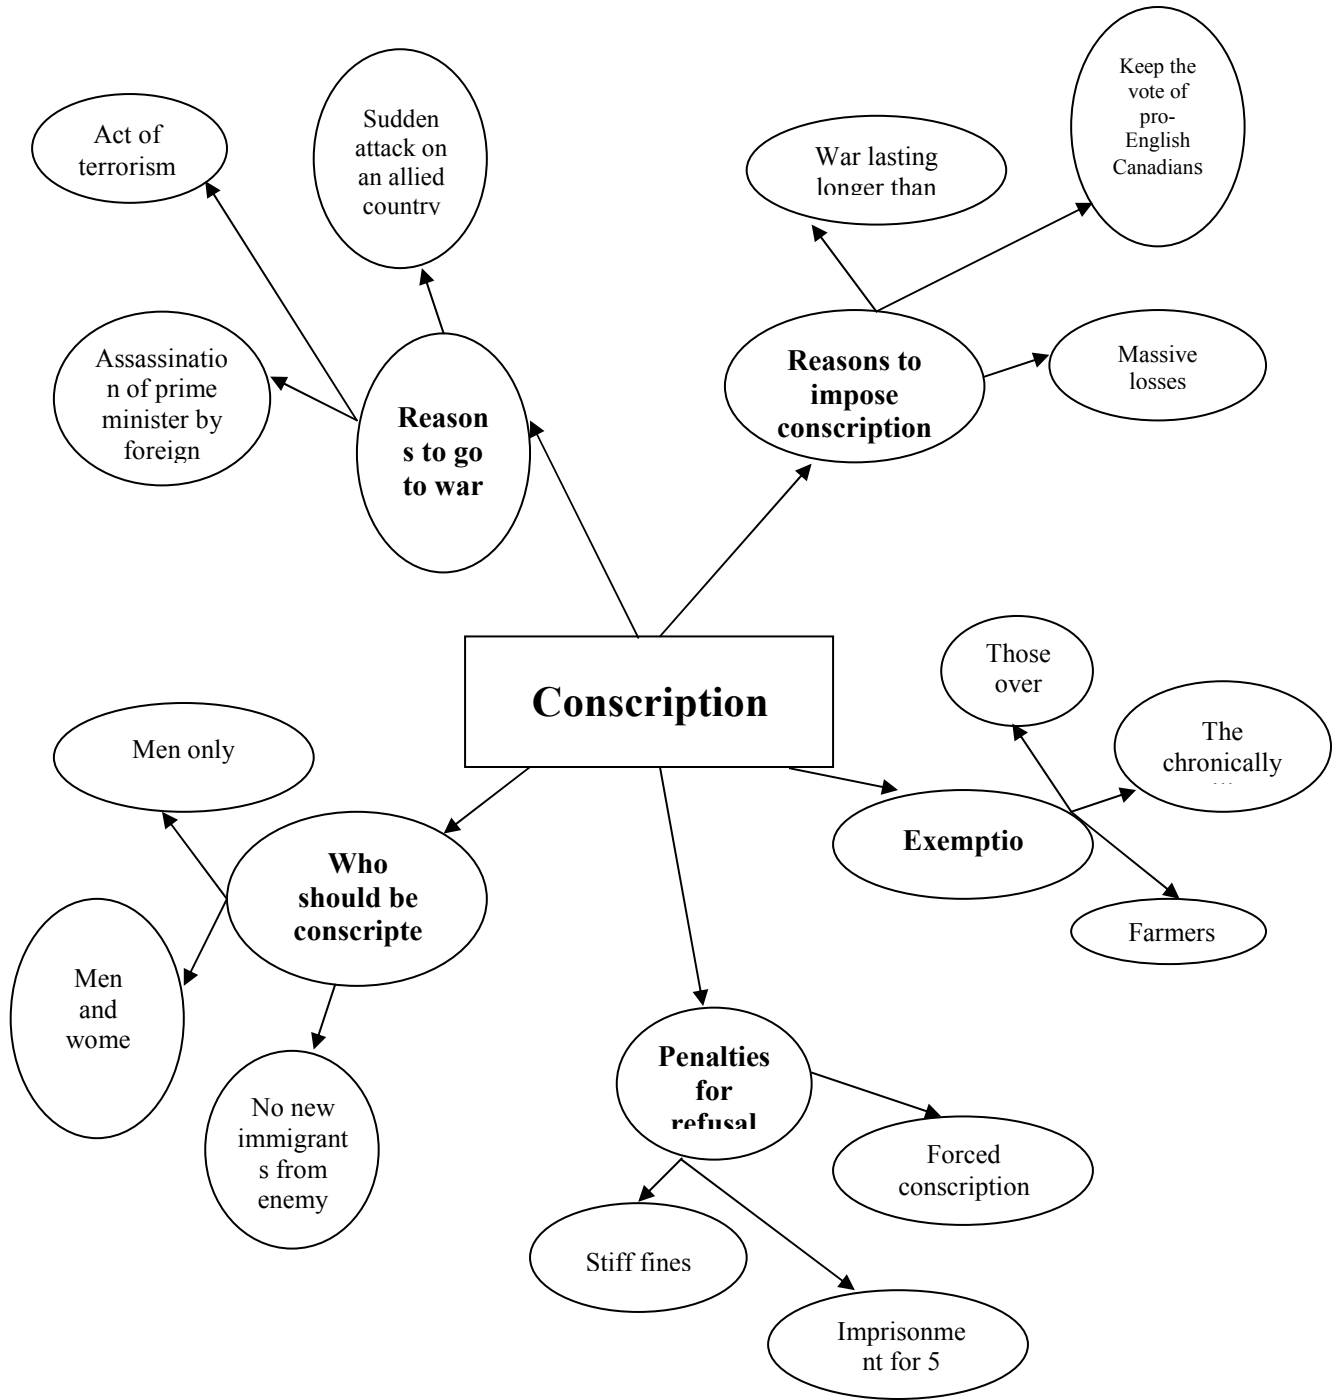 Act of
terrorism
Sudden
attack on
an allied
country
Assassinatio
n of prime
minister by
foreign
Reason
s to go
to war
War lasting
longer than
Keep the
vote of
pro-
English
Canadians
Reasons to
impose
conscription
Massive
losses
Conscription
Those
over
The
chronically
Exemptio
Farmers
Men only
Who
should be
conscripte
Men
and
wome
No new
immigrant
s from
enemy
Penalties
for
refusal
Forced
conscription
Stiff fines
Imprisonme
nt for 5